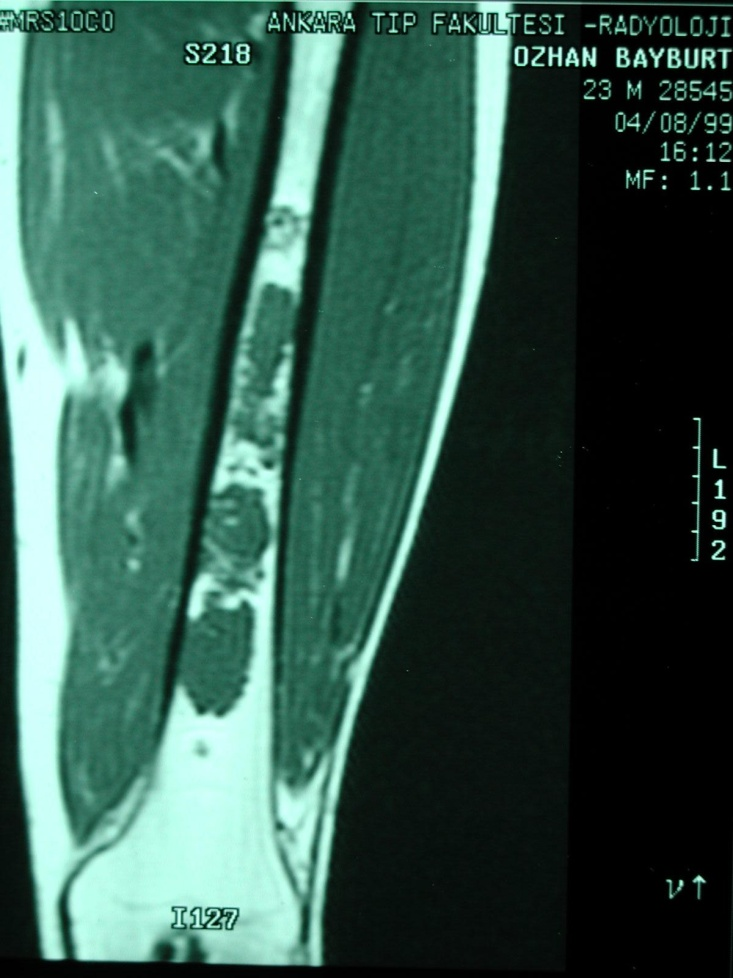 #MRS10C0 ANKARA TIP FAKULTESI -RADYOLOJI
S218 OZHAN BAYBURT
23 M 28545
04/08/99
16:12
MF: 1.1
L
1
9
2
I127